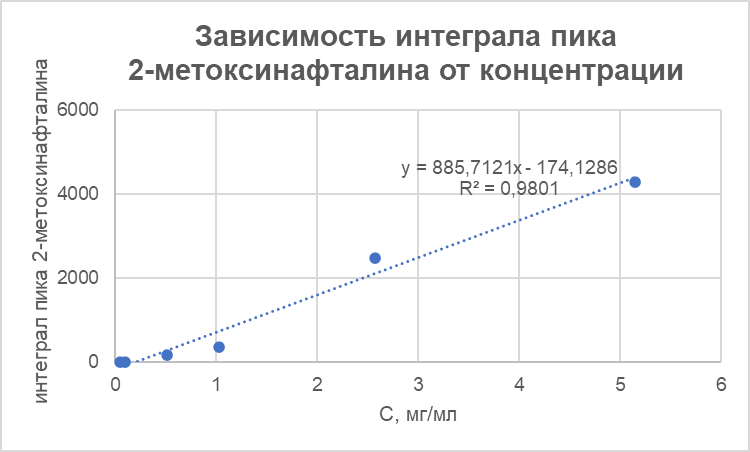 Зависимость интеграла пика
2-метоксинафталина от концентрации
интеграл пика 2-метоксинафталина
6000
4000
2000
0
y = 885,7121x - 174,1286
R² = 0,9801
0 1 2 3 4 5 6
С, мг/мл